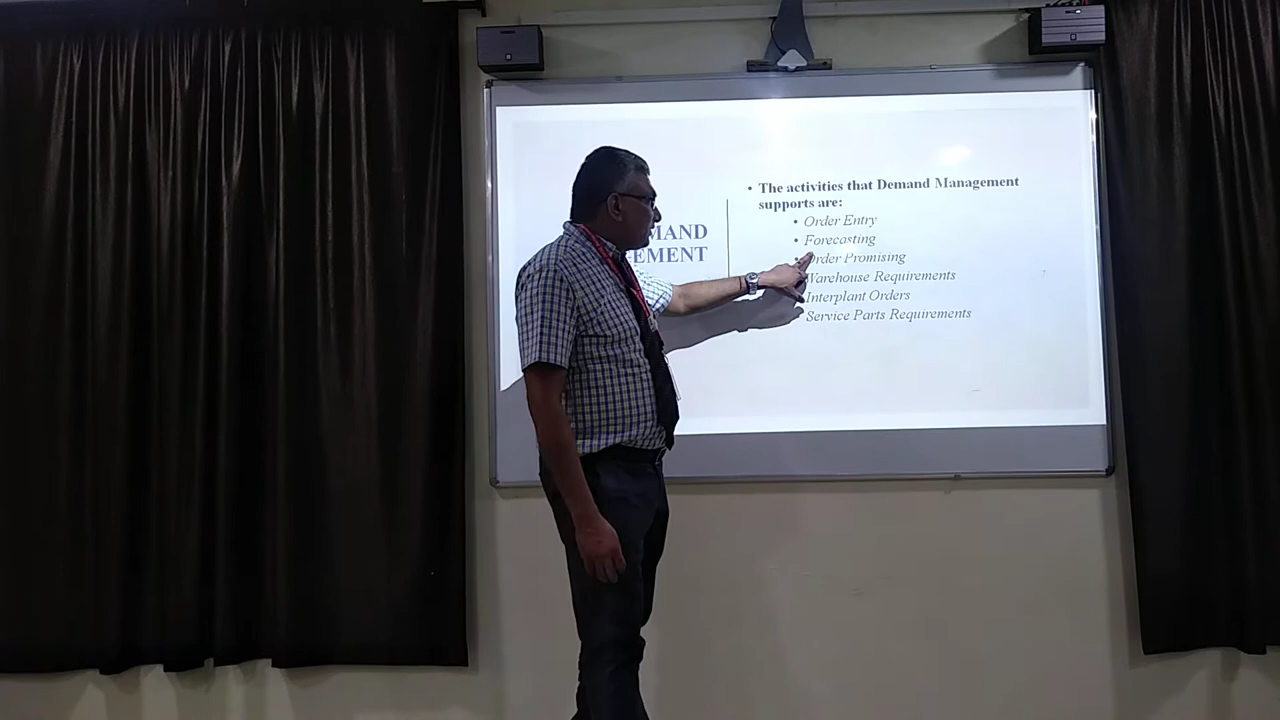 MAND
EMENT
• The activities that Demand Management
supports are:
• Order Entry
• Forecasting
• Order Promising
Warehouse Requirements
Interplant Orders
Service Parts Requirements